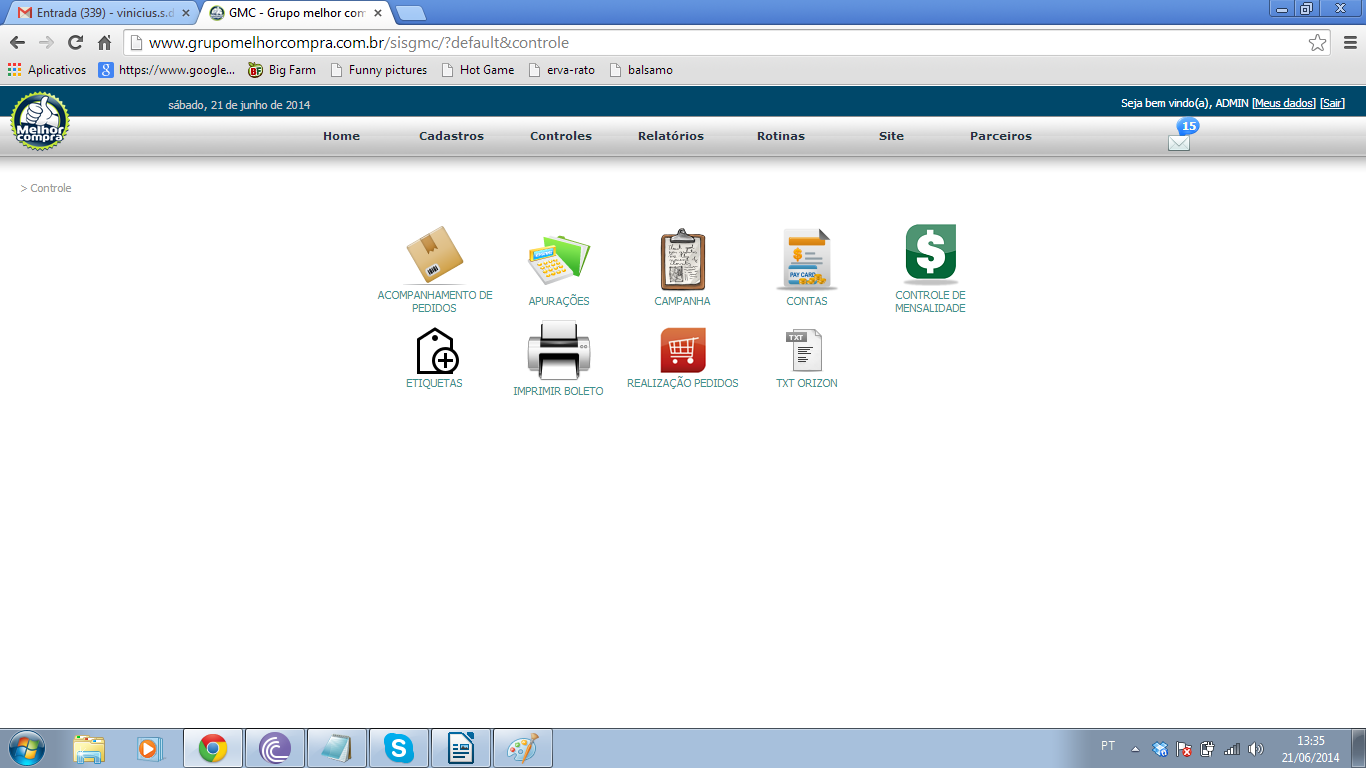 Entrada (339) - vinicius.s.d
GMC - Grupo melhor com
www.grupomelhorcompra.com.br/sisgmc/?default&controle
Aplicativos
https://www.google...
Big Farm
Funny pictures
Hot Game
erva-rato
balsamo
Melhor
compra
sábado, 21 de junho de 2014
Seja bem vindo(a), ADMIN [Meus dados] [Sair]
Home
Cadastros
Controles
Relatórios
Rotinas
Site
Parceiros
15
> Controle
ACOMPANHAMENTO DE
PEDIDOS
APURAÇÕES
CAMPANHA
PAY CARD
CONTAS
CONTROLE DE
MENSALIDADE
ETIQUETAS
IMPRIMIR BOLETO
REALIZAÇÃO PEDIDOS
TXT
TXT ORIZON
PT
13:35
21/06/2014